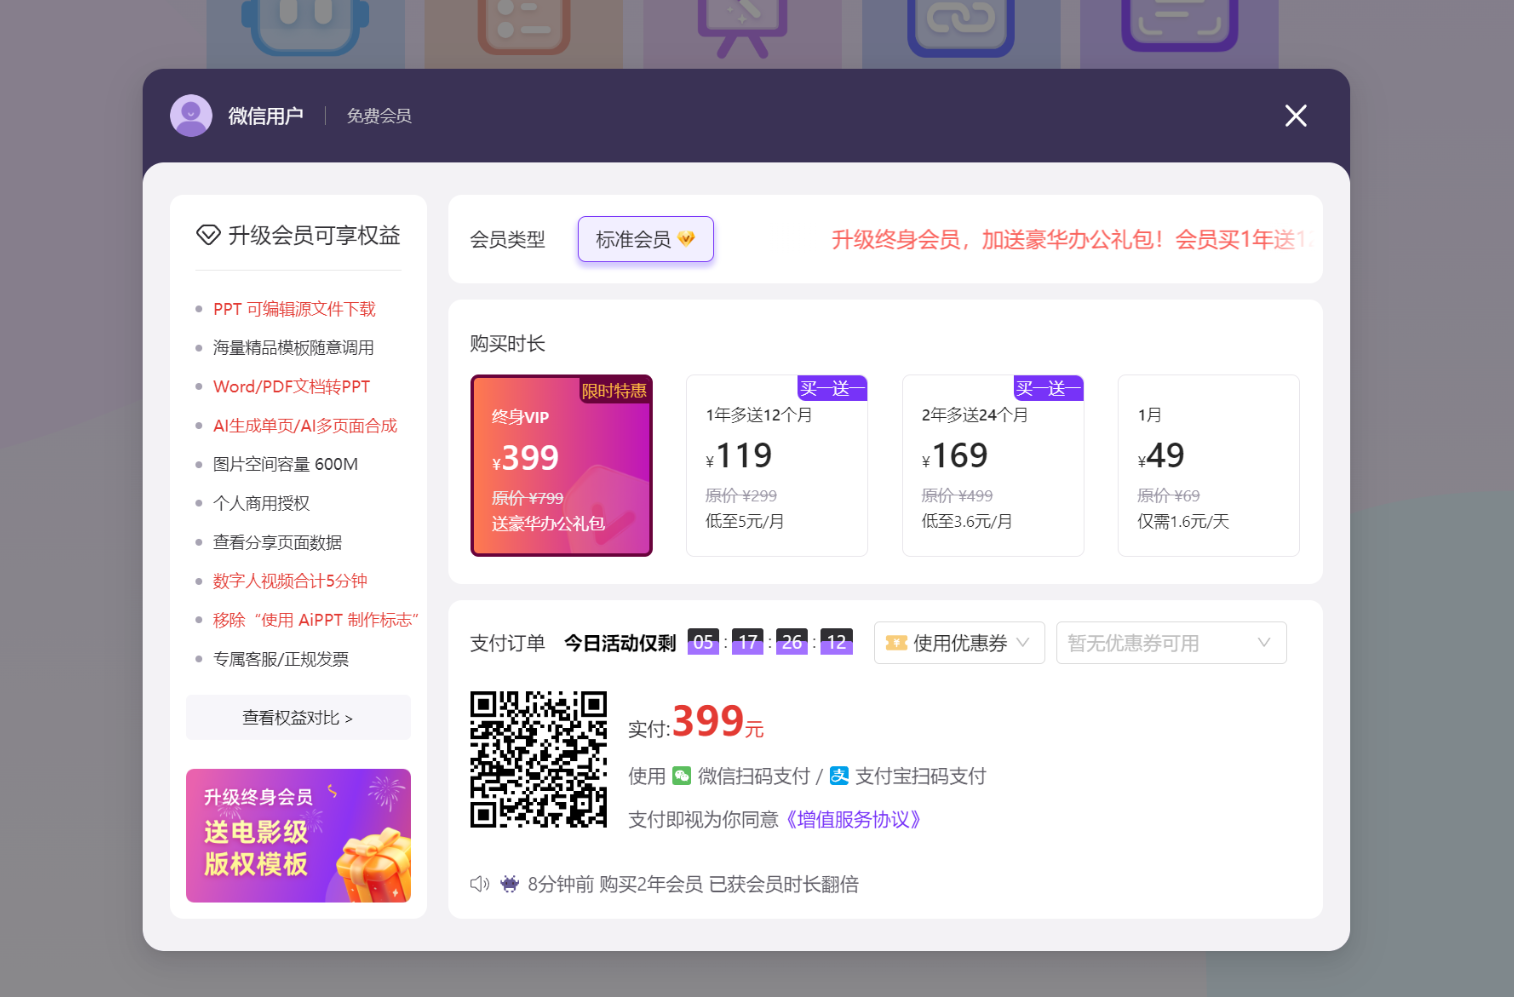 微信用户
免费会员
升级会员可享权益
PPT 可编辑源文件下载
海量精品模板随意调用
Word/PDF文档转PPT
AI生成单页/AI多页面合成
图片空间容量 600M
个人商用授权
查看分享页面数据
数字人视频合计5分钟
移除“使用 AiPPT 制作标志”
专属客服/正规发票
查看权益对比 >
升级终身会员
送电影级
版权模板
会员类型
标准会员
升级终身会员，加送豪华办公礼包！会员买1年送1
购买时长
限时特惠
终身VIP
¥399
原价 ¥799
送豪华办公礼包
买一送一
1年多送12个月
¥119
原价 ¥299
低至5元/月
买一送一
2年多送24个月
¥169
原价 ¥499
低至3.6元/月
1月
¥49
原价 ¥69
仅需1.6元/天
支付订单 今日活动仅剩 05 : 17 : 26 : 12
使用优惠券
暂无优惠券可用
实付:399元
使用 微信扫码支付 / 支付宝扫码支付
支付即视为你同意《增值服务协议》
8分钟前 购买2年会员 已获会员时长翻倍